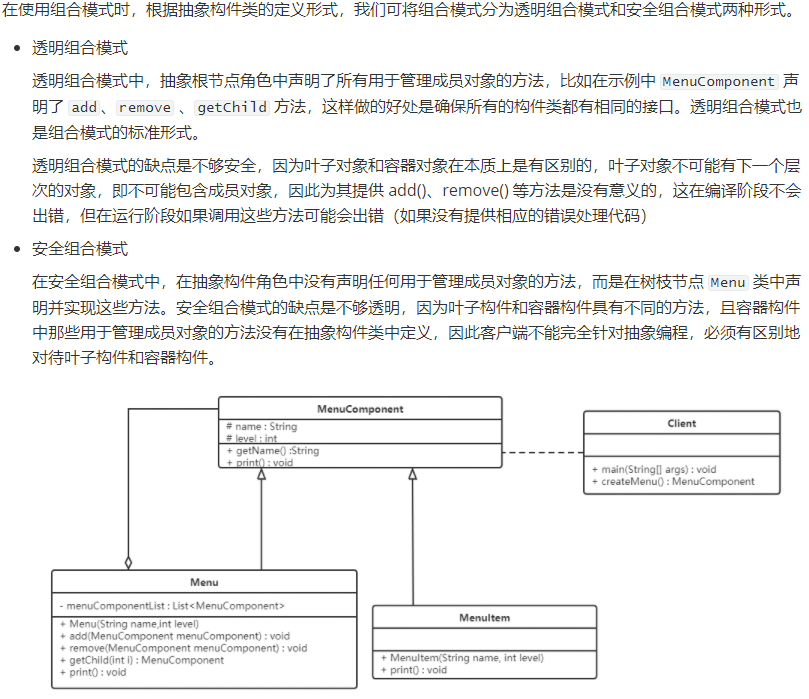 在使用组合模式时，根据抽象构件类的定义形式，我们可将组合模式分为透明组合模式和安全组合模式两种形式。
透明组合模式
透明组合模式中，抽象根节点角色中声明了所有用于管理成员对象的方法，比如在示例中 MenuComponent 声
明了 add、remove 、getChild 方法，这样做的好处是确保所有的构件类都有相同的接口。透明组合模式也
是组合模式的标准形式。
透明组合模式的缺点是不够安全，因为叶子对象和容器对象在本质上是有区别的，叶子对象不可能有下一个层
次的对象，即不可能包含成员对象，因此为其提供 add()、remove() 等方法是没有意义的，这在编译阶段不会
出错，但在运行阶段如果调用这些方法可能会出错（如果没有提供相应的错误处理代码）
安全组合模式
在安全组合模式中，在抽象构件角色中没有声明任何用于管理成员对象的方法，而是在树枝节点 Menu 类中声
明并实现这些方法。安全组合模式的缺点是不够透明，因为叶子构件和容器构件具有不同的方法，且容器构件
中那些用于管理成员对象的方法没有在抽象构件类中定义，因此客户端不能完全针对抽象编程，必须有区别地
对待叶子构件和容器构件。
MenuComponent
# name : String
# level : int
+ getName() :String
+ print() : void
Client
+ main(String[] args) : void
+ createMenu() : MenuComponent
Menu
- menuComponentList : List<MenuComponent>
+ Menu(String name,int level)
+ add(MenuComponent menuComponent) : void
+ remove(MenuComponent menuComponent) : void
+ getChild(int i) : MenuComponent
+ print() : void
MenuItem
+ MenuItem(String name, int level)
+ print() : void